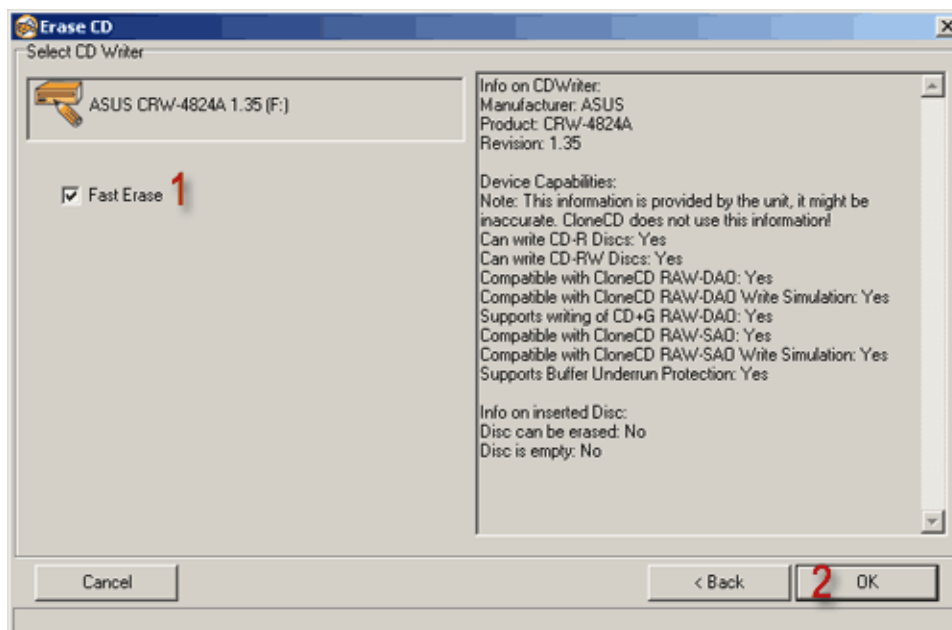 Erase CD
Select CD Writer
ASUS CRW-4824A 1.35 (F:)
Fast Erase 1
Info on CDWriter:
Manufacturer: ASUS
Product: CRW-4824A
Revision: 1.35
Device Capabilities:
Note: This information is provided by the unit, it might be
inaccurate. CloneCD does not use this information!
Can write CD-R Discs: Yes
Can write CD-RW Discs: Yes
Compatible with CloneCD RAW-DAO: Yes
Compatible with CloneCD RAW-DAO Write Simulation: Yes
Supports writing of CD+G RAW-DAO: Yes
Compatible with CloneCD RAW-SAO: Yes
Compatible with CloneCD RAW-SAO Write Simulation: Yes
Supports Buffer Underrun Protection: Yes
Info on inserted Disc:
Disc can be erased: No
Disc is empty: No
Cancel
< Back
2 OK